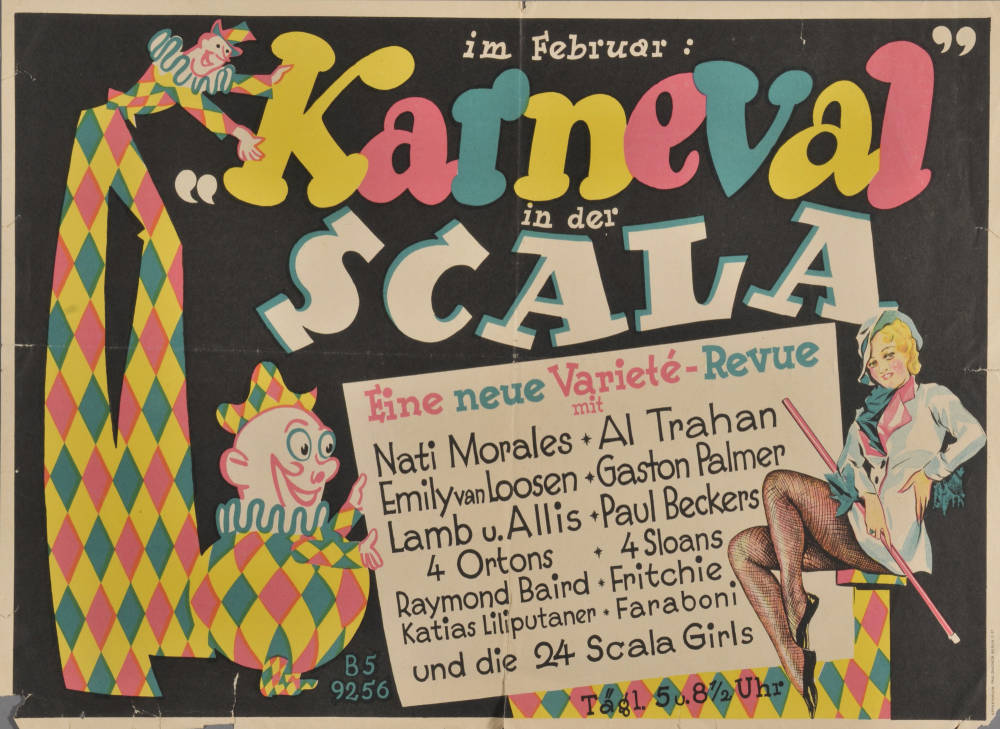 im Februar:
„Karneval”
in der
SCALA
Eine neue Varieté-Revue
mit
Nati Morales * Al Trahan
Emily van Loosen * Gaston Palmer
Lamb u. Allis * Paul Beckers
4 Ortons * 4 Sloans
Raymond Baird * Fritchie
Katias Liliputaner * Faraboni
und die 24 Scala Girls
Tägl. 5 u. 8 1/2 Uhr
B5
9256